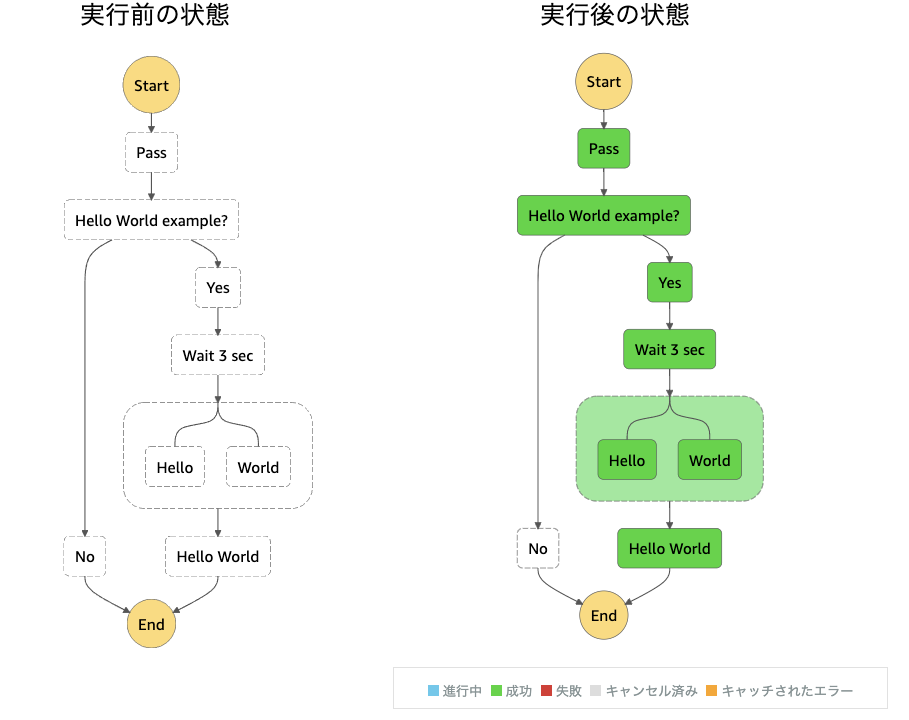 実行前の状態
Start
Pass
Hello World example?
Yes
Wait 3 sec
Hello
World
No
Hello World
End
実行後の状態
Start
Pass
Hello World example?
Yes
Wait 3 sec
Hello
World
No
Hello World
End
進行中 成功 失敗 キャンセル済み キャッチされたエラー